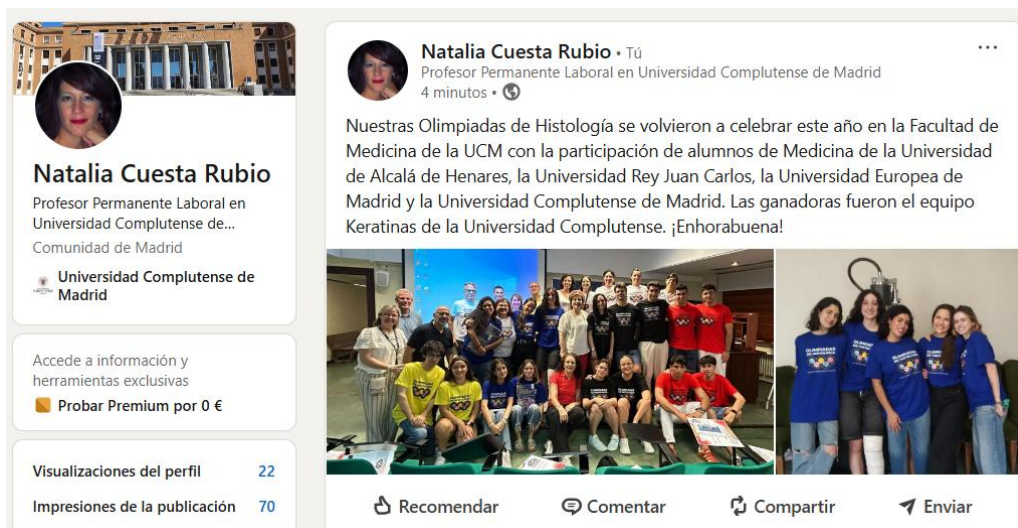 Natalia Cuesta Rubio
Profesor Permanente Laboral en
Universidad Complutense de...
Comunidad de Madrid
Universidad Complutense de
Madrid
Accede a información y
herramientas exclusivas
Probar Premium por 0 €
Visualizaciones del perfil 22
Impresiones de la publicación 70
Natalia Cuesta Rubio • Tú
Profesor Permanente Laboral en Universidad Complutense de Madrid
4 minutos •
Nuestras Olimpiadas de Histología se volvieron a celebrar este año en la Facultad de
Medicina de la UCM con la participación de alumnos de Medicina de la Universidad
de Alcalá de Henares, la Universidad Rey Juan Carlos, la Universidad Europea de
Madrid y la Universidad Complutense de Madrid. Las ganadoras fueron el equipo
Keratinas de la Universidad Complutense. ¡Enhorabuena!
OLIMPIADAS
DE HISTOLOGÍA
Recomendar
Comentar
Compartir
Enviar